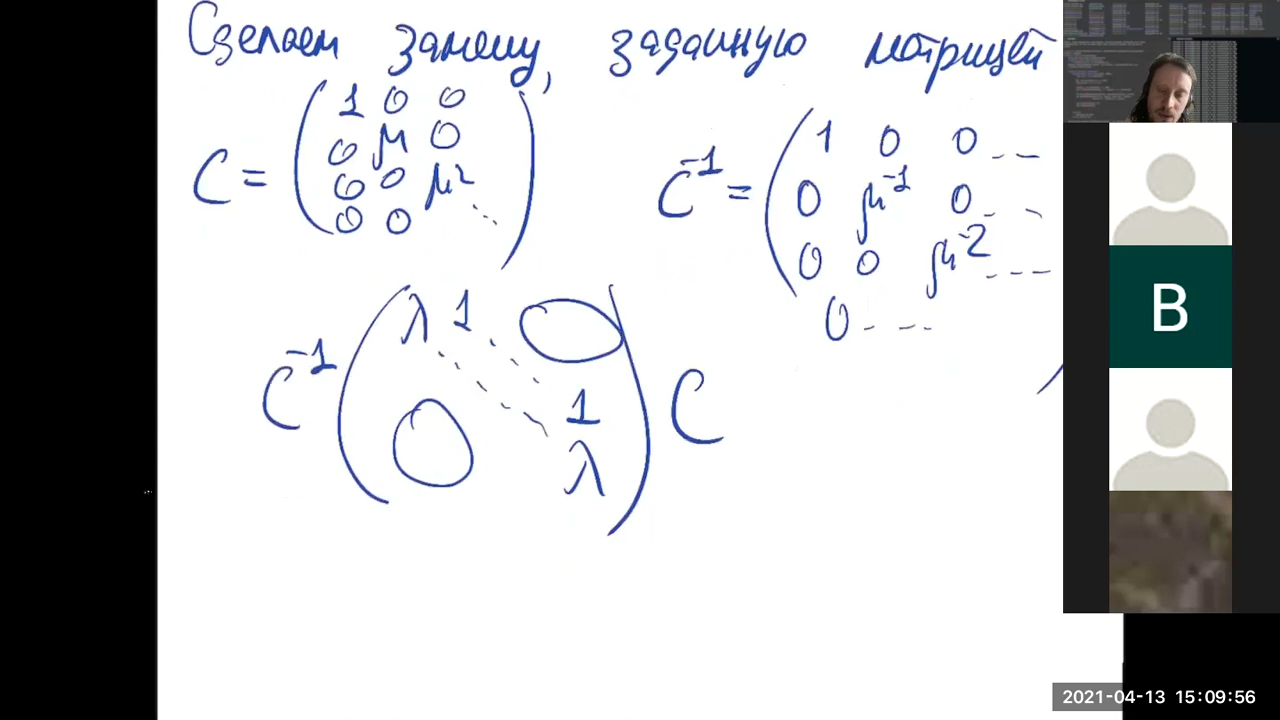 Сделаем замену, заданную матрицей
C = ( 1 0 0
0 μ 0
0 0 μ²
0 0 ⋱ )
C⁻¹ = ( 1 0 0 ---
0 μ⁻¹ 0 ---
0 0 μ⁻² ---
0 ---
C⁻¹ ( λ 1 0
0 1
λ ) C
B
2021-04-13 15:09:56